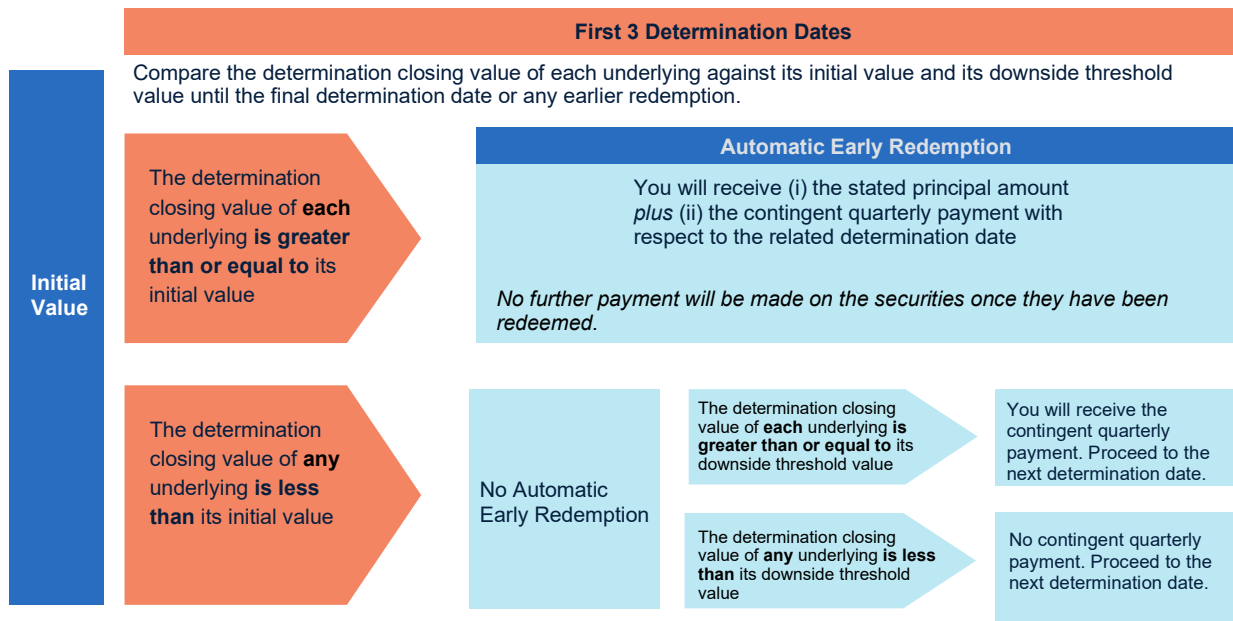 First 3 Determination Dates
Compare the determination closing value of each underlying against its initial value and its downside threshold
value until the final determination date or any earlier redemption.
Initial
Value
The determination
closing value of each
underlying is greater
than or equal to its
initial value
Automatic Early Redemption
You will receive (i) the stated principal amount
plus (ii) the contingent quarterly payment with
respect to the related determination date
No further payment will be made on the securities once they have been
redeemed.
The determination
closing value of any
underlying is less
than its initial value
No Automatic
Early Redemption
The determination closing
value of each underlying is
greater than or equal to its
downside threshold value
You will receive the
contingent quarterly
payment. Proceed to the
next determination date.
The determination closing
value of any underlying is less
than its downside threshold
value
No contingent quarterly
payment. Proceed to the
next determination date.